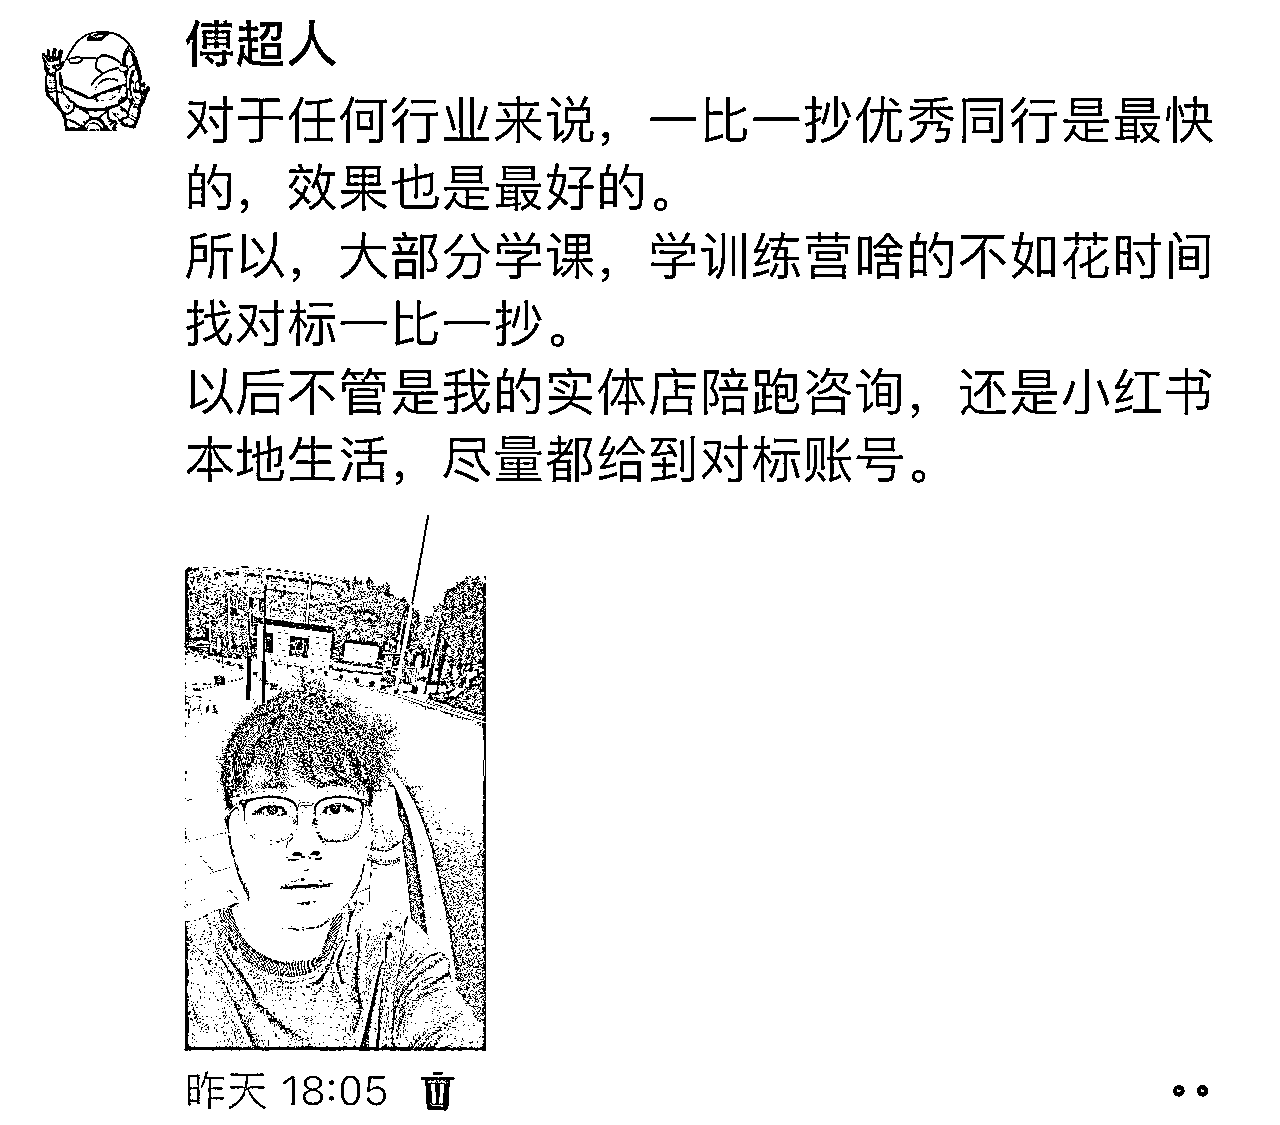 傅超人
对于任何行业来说，一比一抄优秀同行是最快
的，效果也是最好的。
所以，大部分学课，学训练营啥的不如花时间
找对标一比一抄。
以后不管是我的实体店陪跑咨询，还是小红书
本地生活，尽量都给到对标账号。
昨天 18:05